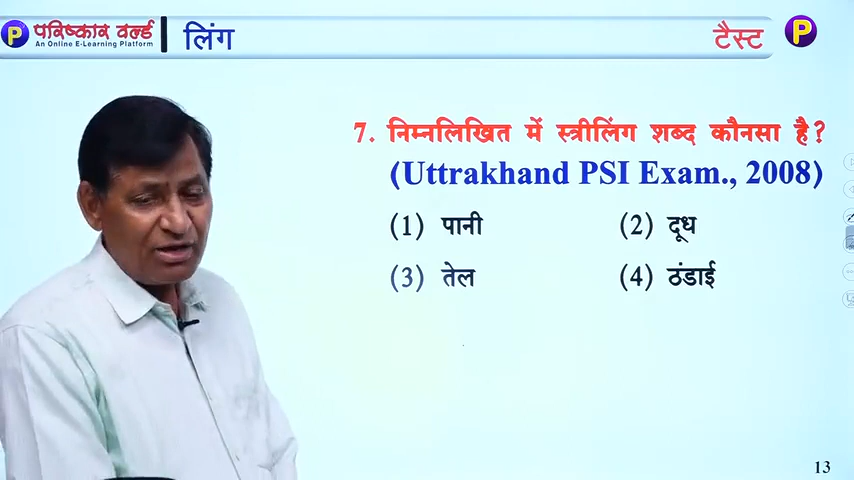 P परिष्कार वर्ल्ड
An Online E-Learning Platform
लिंग
टैस्ट P
7. निम्नलिखित में स्त्रीलिंग शब्द कौनसा है?
(Uttrakhand PSI Exam., 2008)
(1) पानी (2) दूध
(3) तेल (4) ठंडाई
13